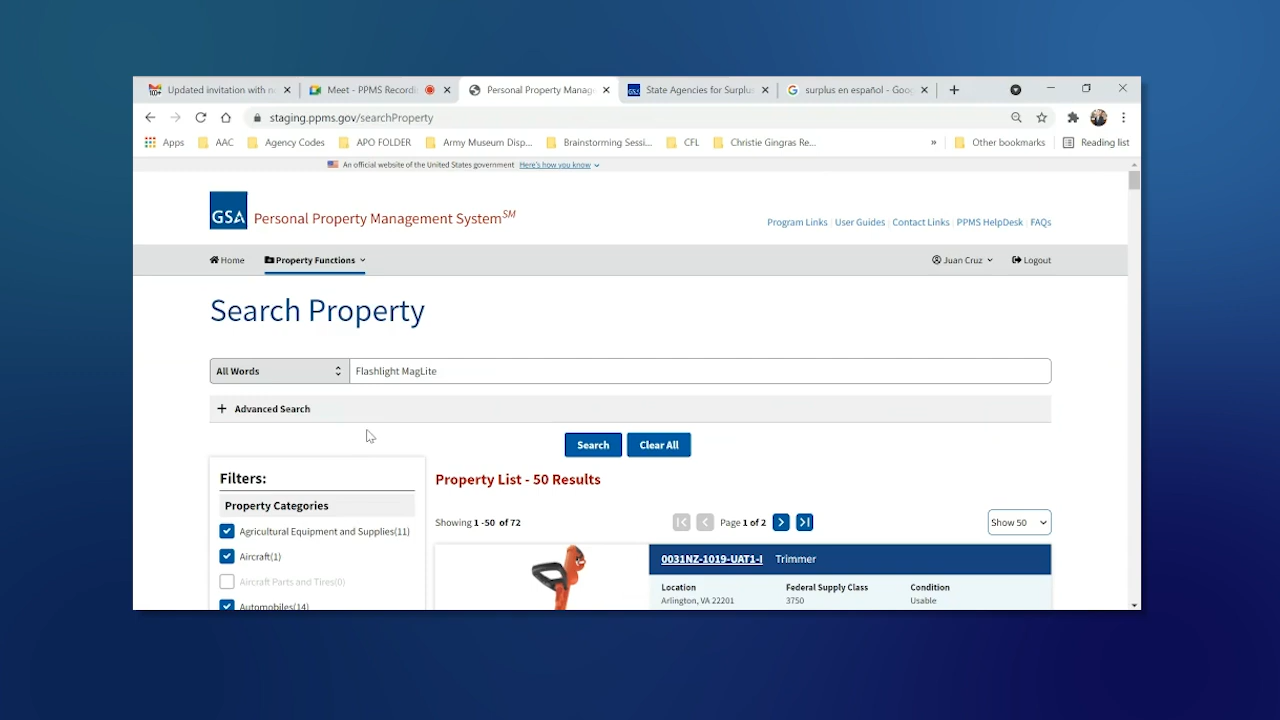 Updated invitation with no
Meet - PPMS Recordi
Personal Property Manag
State Agencies for Surplus
surplus en español - Goog
staging.ppms.gov/searchProperty
Apps
AAC
Agency Codes
APO FOLDER
Army Museum Disp...
Brainstorming Sessi...
CFL
Christie Gingras Re...
»
Other bookmarks
Reading list
An official website of the United States government Here's how you know
GSA Personal Property Management System SM
Program Links | User Guides | Contact Links | PPMS HelpDesk | FAQs
Home
Property Functions
Juan Cruz
Logout
Search Property
All Words
Flashlight MagLite
+ Advanced Search
Search
Clear All
Filters:
Property List - 50 Results
Property Categories
Showing 1 -50 of 72
Page 1 of 2
Show 50
Agricultural Equipment and Supplies(11)
Aircraft(1)
Aircraft Parts and Tires(0)
Automobiles(14)
0031NZ-1019-UAT1-I Trimmer
Location
Federal Supply Class
Condition
Arlington, VA 22201
3750
Usable